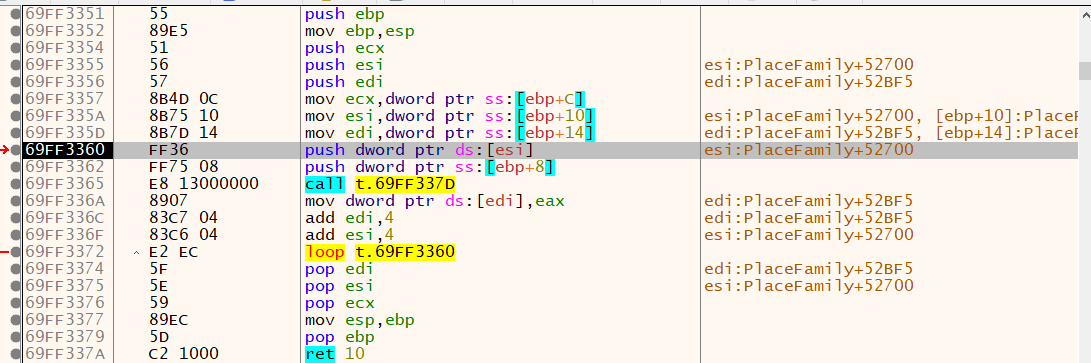 69FF3351 55 push ebp
69FF3352 89E5 mov ebp,esp
69FF3354 51 push ecx
69FF3355 56 push esi esi:PlaceFamily+52700
69FF3356 57 push edi edi:PlaceFamily+52BF5
69FF3357 8B4D 0C mov ecx,dword ptr ss:[ebp+C]
69FF335A 8B75 10 mov esi,dword ptr ss:[ebp+10] esi:PlaceFamily+52700, [ebp+10]:PlaceF
69FF335D 8B7D 14 mov edi,dword ptr ss:[ebp+14] edi:PlaceFamily+52BF5, [ebp+14]:PlaceF
69FF3360 FF36 push dword ptr ds:[esi] esi:PlaceFamily+52700
69FF3362 FF75 08 push dword ptr ss:[ebp+8]
69FF3365 E8 13000000 call t.69FF337D
69FF336A 8907 mov dword ptr ds:[edi],eax edi:PlaceFamily+52BF5
69FF336C 83C7 04 add edi,4 edi:PlaceFamily+52BF5
69FF336F 83C6 04 add esi,4 esi:PlaceFamily+52700
69FF3372 E2 EC loop t.69FF3360
69FF3374 5F pop edi edi:PlaceFamily+52BF5
69FF3375 5E pop esi esi:PlaceFamily+52700
69FF3376 59 pop ecx
69FF3377 89EC mov esp,ebp
69FF3379 5D pop ebp
69FF337A C2 1000 ret 10